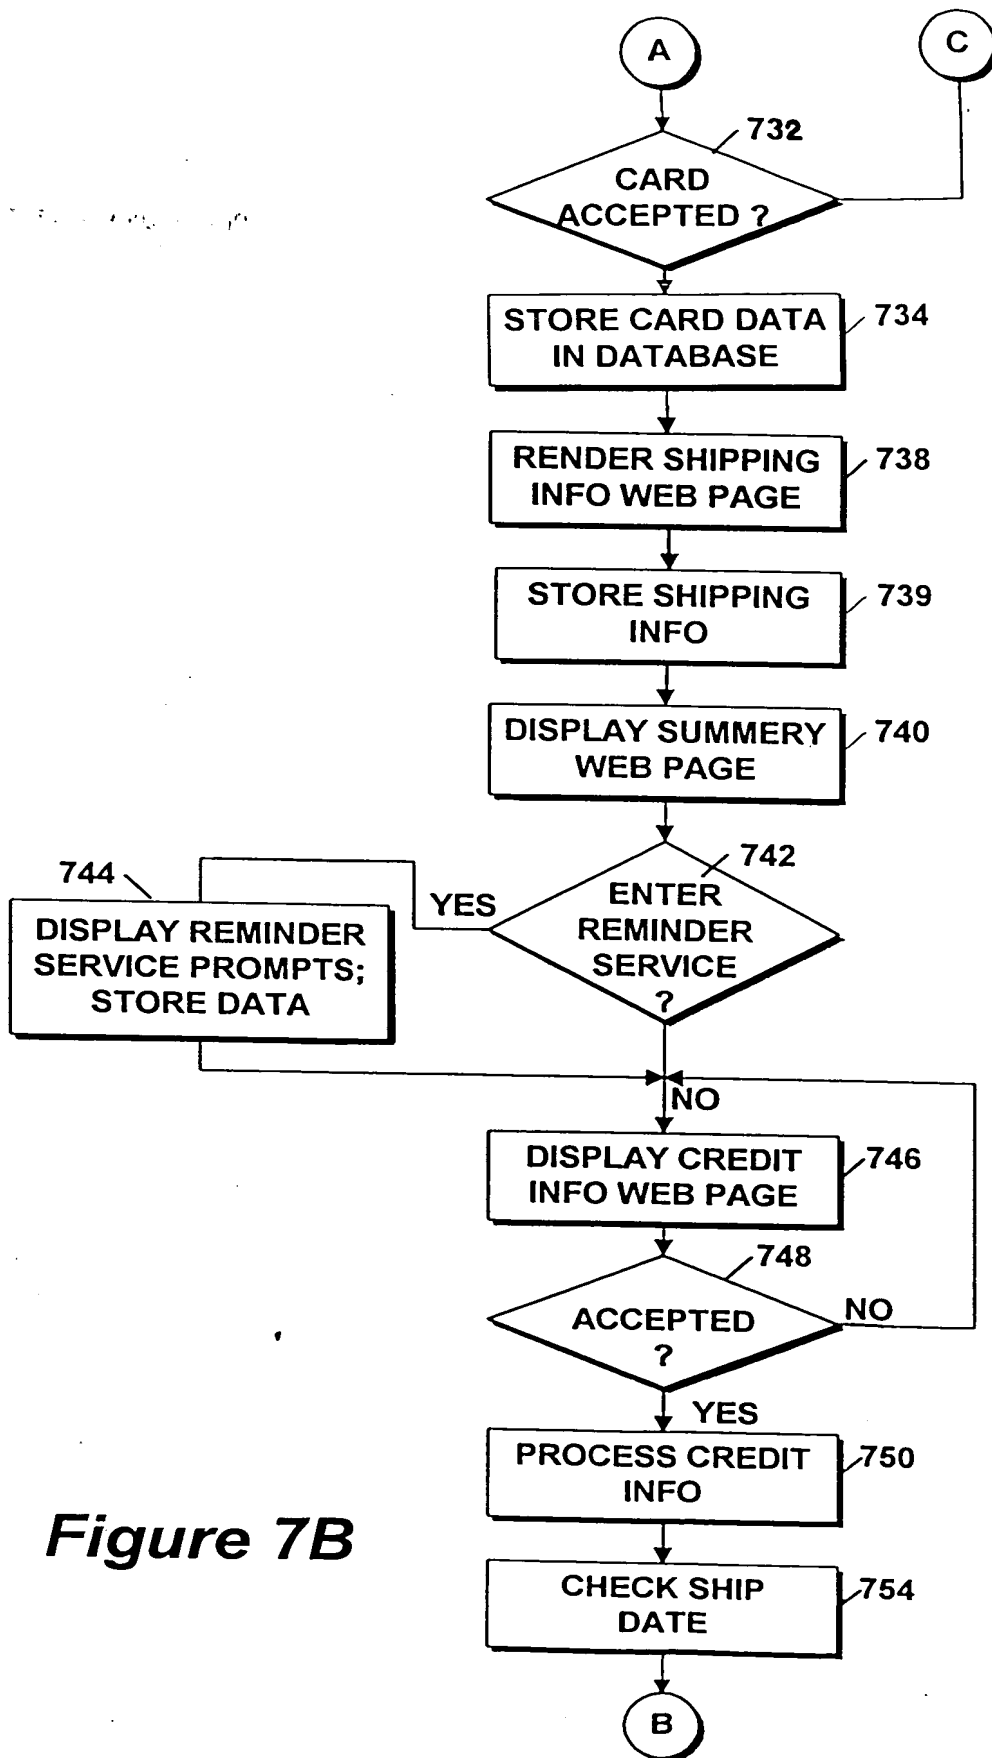 A
C
732
CARD
ACCEPTED ?
STORE CARD DATA
IN DATABASE
734
RENDER SHIPPING
INFO WEB PAGE
738
STORE SHIPPING
INFO
739
DISPLAY SUMMERY
WEB PAGE
740
742
ENTER
REMINDER
SERVICE
?
YES
744
DISPLAY REMINDER
SERVICE PROMPTS;
STORE DATA
NO
DISPLAY CREDIT
INFO WEB PAGE
746
748
ACCEPTED
?
NO
YES
PROCESS CREDIT
INFO
750
CHECK SHIP
DATE
754
B
Figure 7B